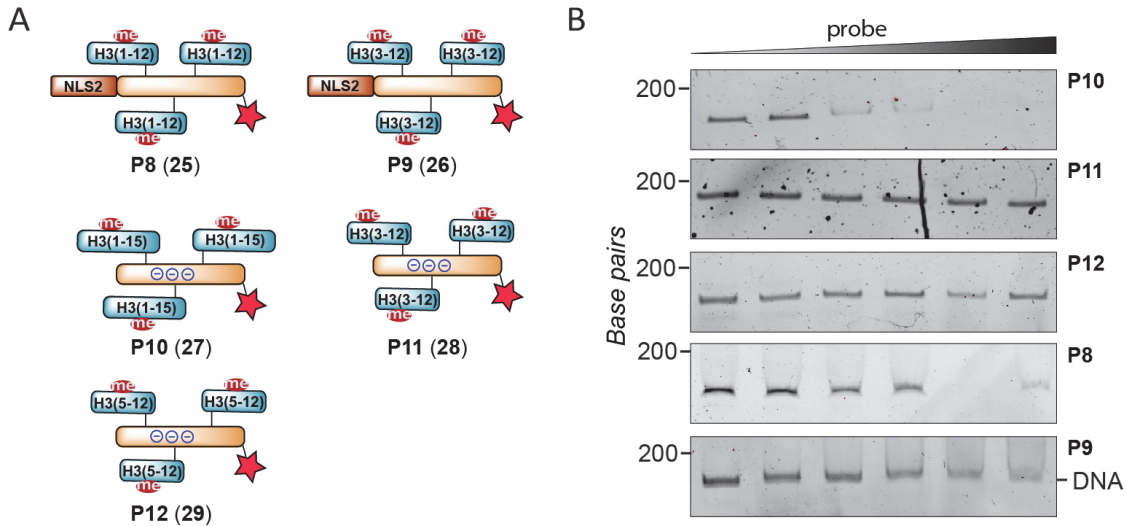 A
me
me
H3(1-12)
H3(1-12)
NLS2
H3(1-12)
me
P8 (25)
me
me
H3(3-12)
H3(3-12)
NLS2
H3(3-12)
me
P9 (26)
me
me
H3(1-15)
H3(1-15)
H3(1-15)
me
P10 (27)
me
me
H3(3-12)
H3(3-12)
H3(3-12)
me
P11 (28)
me
me
H3(5-12)
H3(5-12)
H3(5-12)
me
P12 (29)
B
probe
Base pairs
200
P10
200
P11
200
P12
200
P8
200
P9
DNA